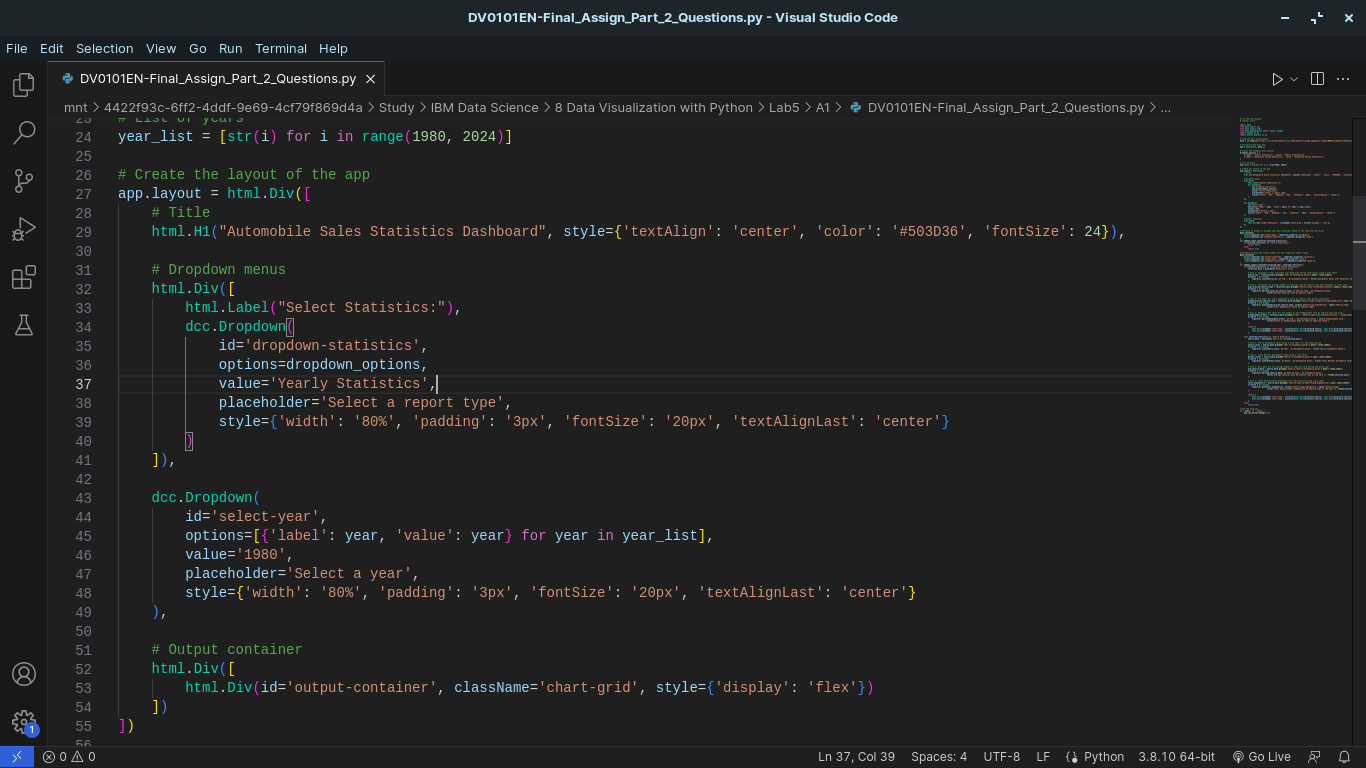 DV0101EN-Final_Assign_Part_2_Questions.py - Visual Studio Code
File Edit Selection View Go Run Terminal Help
DV0101EN-Final_Assign_Part_2_Questions.py
mnt > 4422f93c-6ff2-4ddf-9e69-4cf79f869d4a > Study > IBM Data Science > 8 Data Visualization with Python > Lab5 > A1 > DV0101EN-Final_Assign_Part_2_Questions.py > ...
23 # List of years
24 year_list = [str(i) for i in range(1980, 2024)]
25
26 # Create the layout of the app
27 app.layout = html.Div([
28     # Title
29     html.H1("Automobile Sales Statistics Dashboard", style={'textAlign': 'center', 'color': '#503D36', 'fontSize': 24}),
30
31     # Dropdown menus
32     html.Div([
33         html.Label("Select Statistics:"),
34         dcc.Dropdown(
35             id='dropdown-statistics',
36             options=dropdown_options,
37             value='Yearly Statistics',
38             placeholder='Select a report type',
39             style={'width': '80%', 'padding': '3px', 'fontSize': '20px', 'textAlignLast': 'center'}
40         )
41     ]),
42
43     dcc.Dropdown(
44         id='select-year',
45         options=[{'label': year, 'value': year} for year in year_list],
46         value='1980',
47         placeholder='Select a year',
48         style={'width': '80%', 'padding': '3px', 'fontSize': '20px', 'textAlignLast': 'center'}
49     ),
50
51     # Output container
52     html.Div([
53         html.Div(id='output-container', className='chart-grid', style={'display': 'flex'})
54     ])
55 ])
56
1
0 0 Ln 37, Col 39 Spaces: 4 UTF-8 LF Python 3.8.10 64-bit Go Live